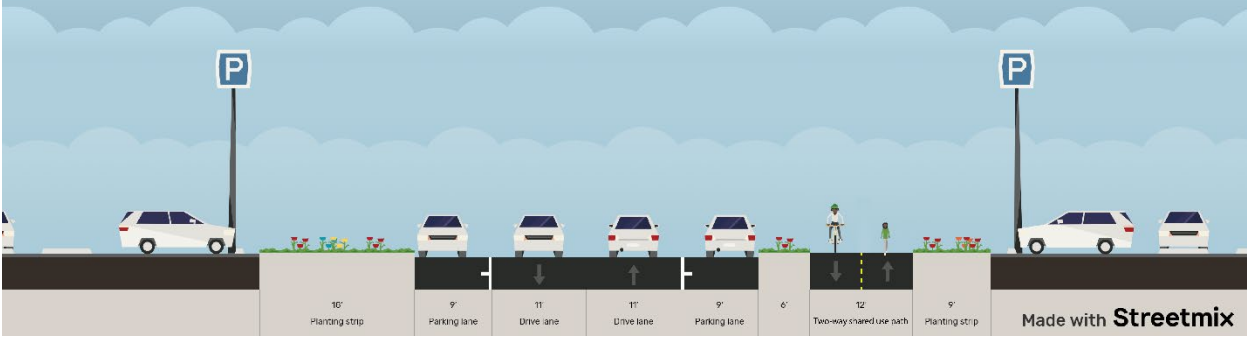 P
P
18'
9'
11'
11'
9'
6'
12'
9'
Planting strip
Parking lane
Drive lane
Drive lane
Parking lane
Two-way shared use path
Planting strip
Made with Streetmix